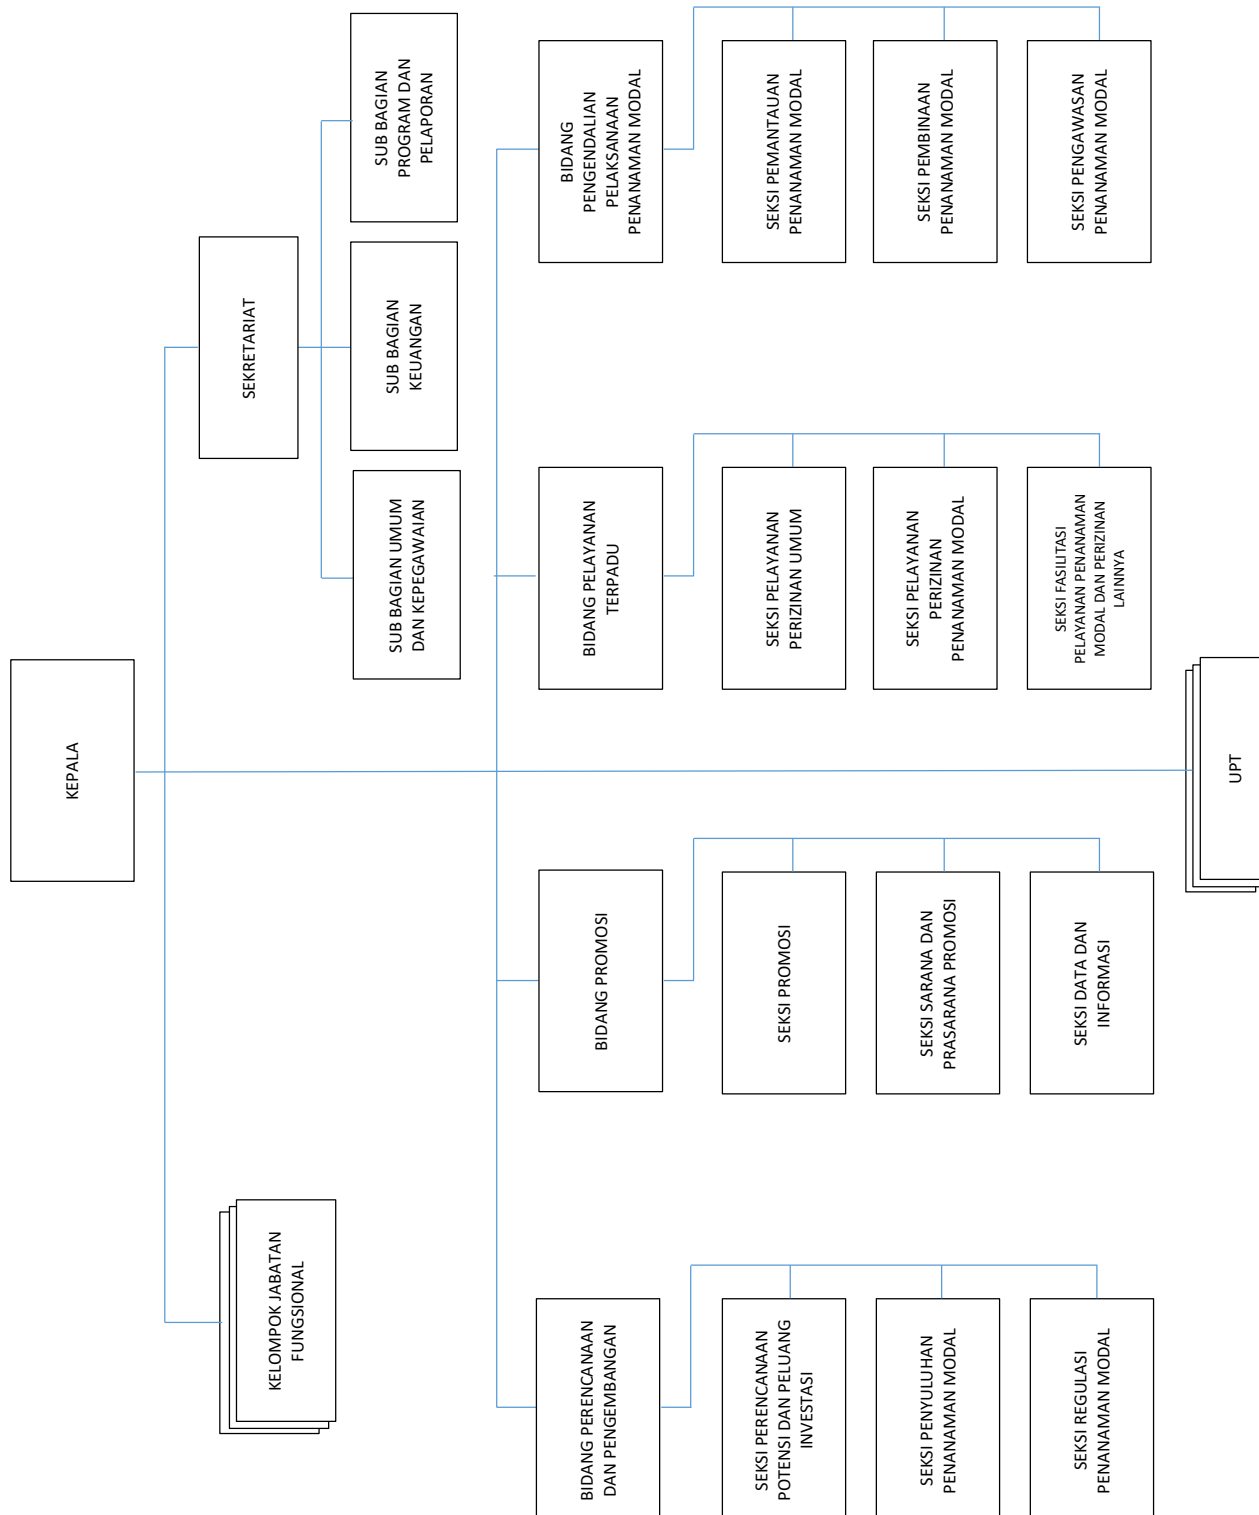 KEPALA
KELOMPOK JABATAN
FUNGSIONAL
SEKRETARIAT
SUB BAGIAN UMUM
DAN KEPEGAWAIAN
SUB BAGIAN
KEUANGAN
SUB BAGIAN
PROGRAM DAN
PELAPORAN
BIDANG PERENCANAAN
DAN PENGEMBANGAN
BIDANG PROMOSI
BIDANG PELAYANAN
TERPADU
BIDANG
PENGENDALIAN
PELAKSANAAN
PENANAMAN MODAL
SEKSI PERENCANAAN
POTENSI DAN PELUANG
INVESTASI
SEKSI PROMOSI
SEKSI PELAYANAN
PERIZINAN UMUM
SEKSI PEMANTAUAN
PENANAMAN MODAL
SEKSI PENYULUHAN
PENANAMAN MODAL
SEKSI SARANA DAN
PRASARANA PROMOSI
SEKSI PELAYANAN
PERIZINAN
PENANAMAN MODAL
SEKSI PEMBINAAN
PENANAMAN MODAL
SEKSI REGULASI
PENANAMAN MODAL
SEKSI DATA DAN
INFORMASI
SEKSI FASILITASI
PELAYANAN PENANAMAN
MODAL DAN PERIZINAN
LAINNYA
SEKSI PENGAWASAN
PENANAMAN MODAL
UPT